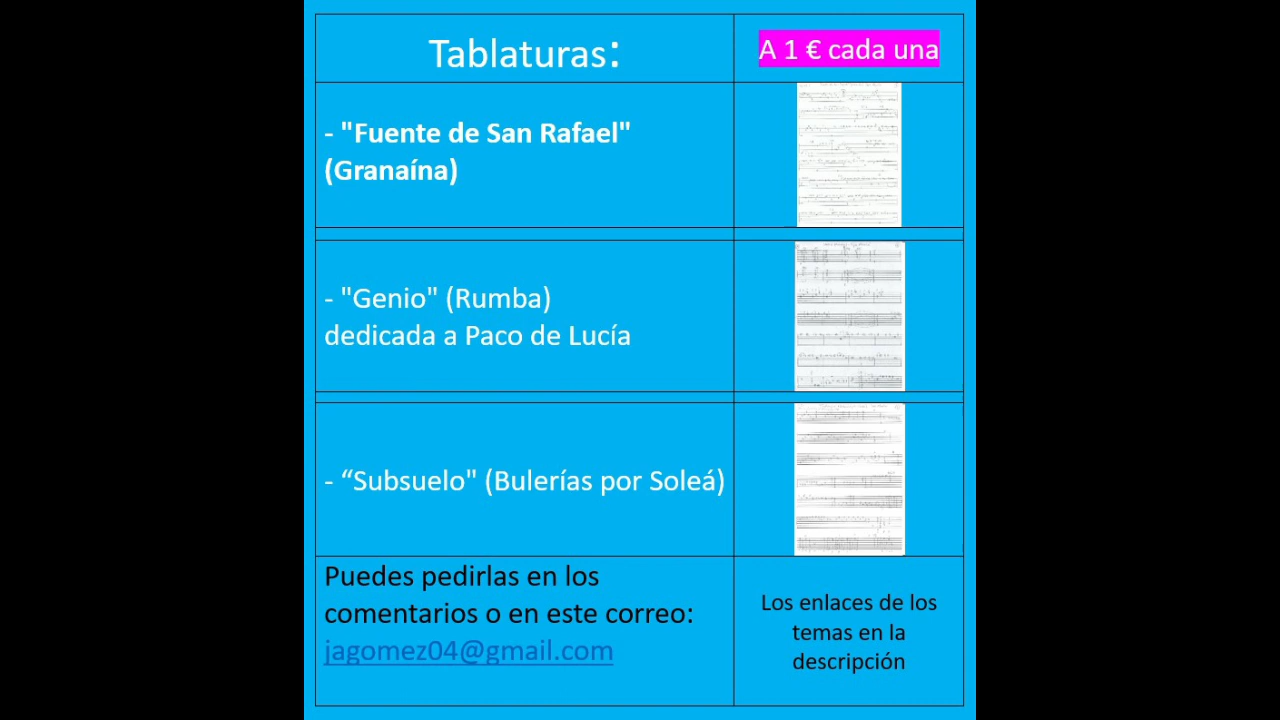 Tablaturas:
A 1 € cada una
- "Fuente de San Rafael"
(Granaína)
- "Genio" (Rumba)
dedicada a Paco de Lucía
- “Subsuelo" (Bulerías por Soleá)
Puedes pedirlas en los
comentarios o en este correo:
jagomez04@gmail.com
Los enlaces de los
temas en la
descripción